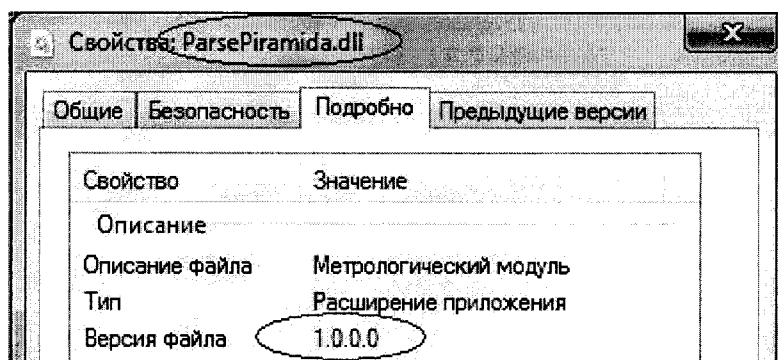 Свойства: ParsePiramida.dll
Общие Безопасность Подробно Предыдущие версии
Свойство Значение
Описание
Описание файла Метрологический модуль
Тип Расширение приложения
Версия файла 1.0.0.0